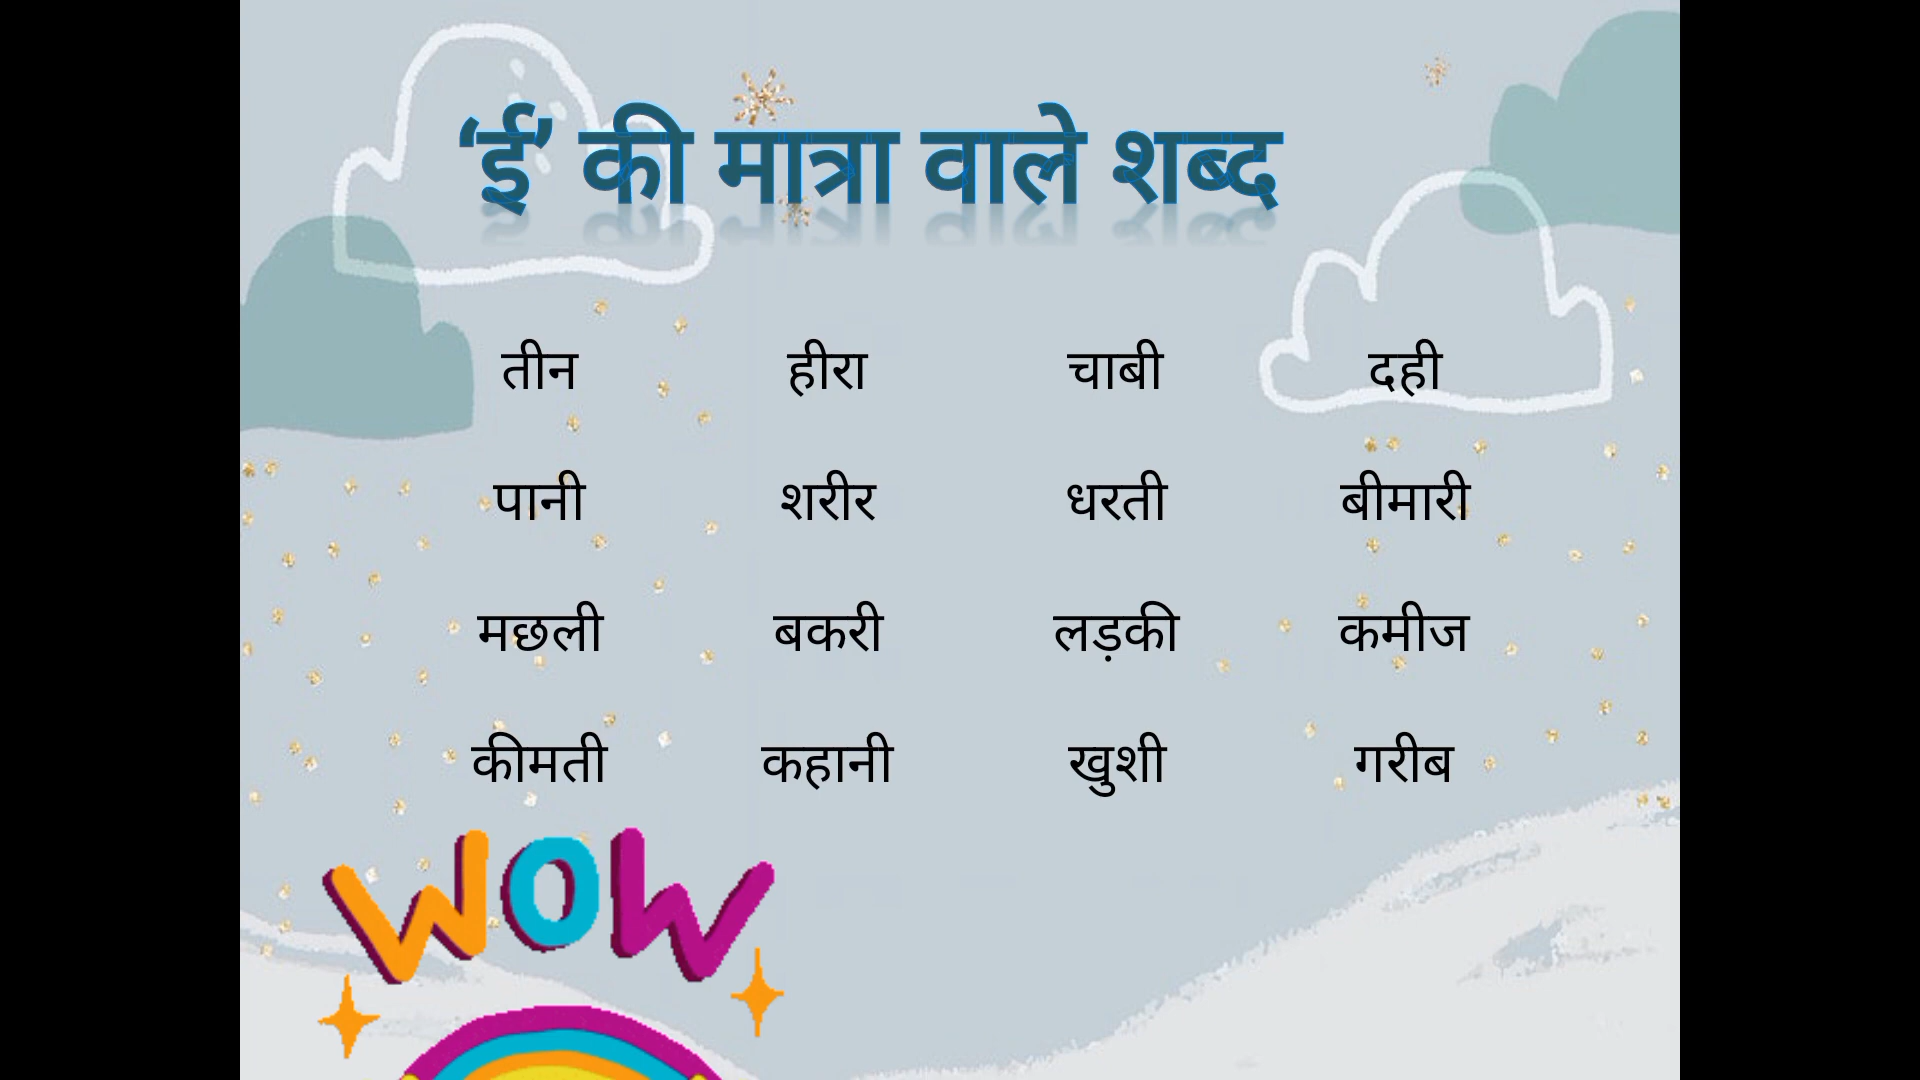 ‘ई’ की मात्रा वाले शब्द
तीन हीरा चाबी दही
पानी शरीर धरती बीमारी
मछली बकरी लड़की कमीज
कीमती कहानी खुशी गरीब
WOW